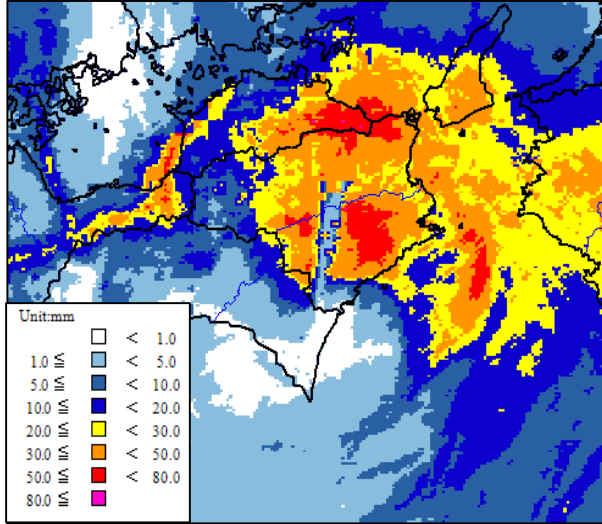 Unit:mm
< 1.0
1.0 ≦ < 5.0
5.0 ≦ < 10.0
10.0 ≦ < 20.0
20.0 ≦ < 30.0
30.0 ≦ < 50.0
50.0 ≦ < 80.0
80.0 ≦